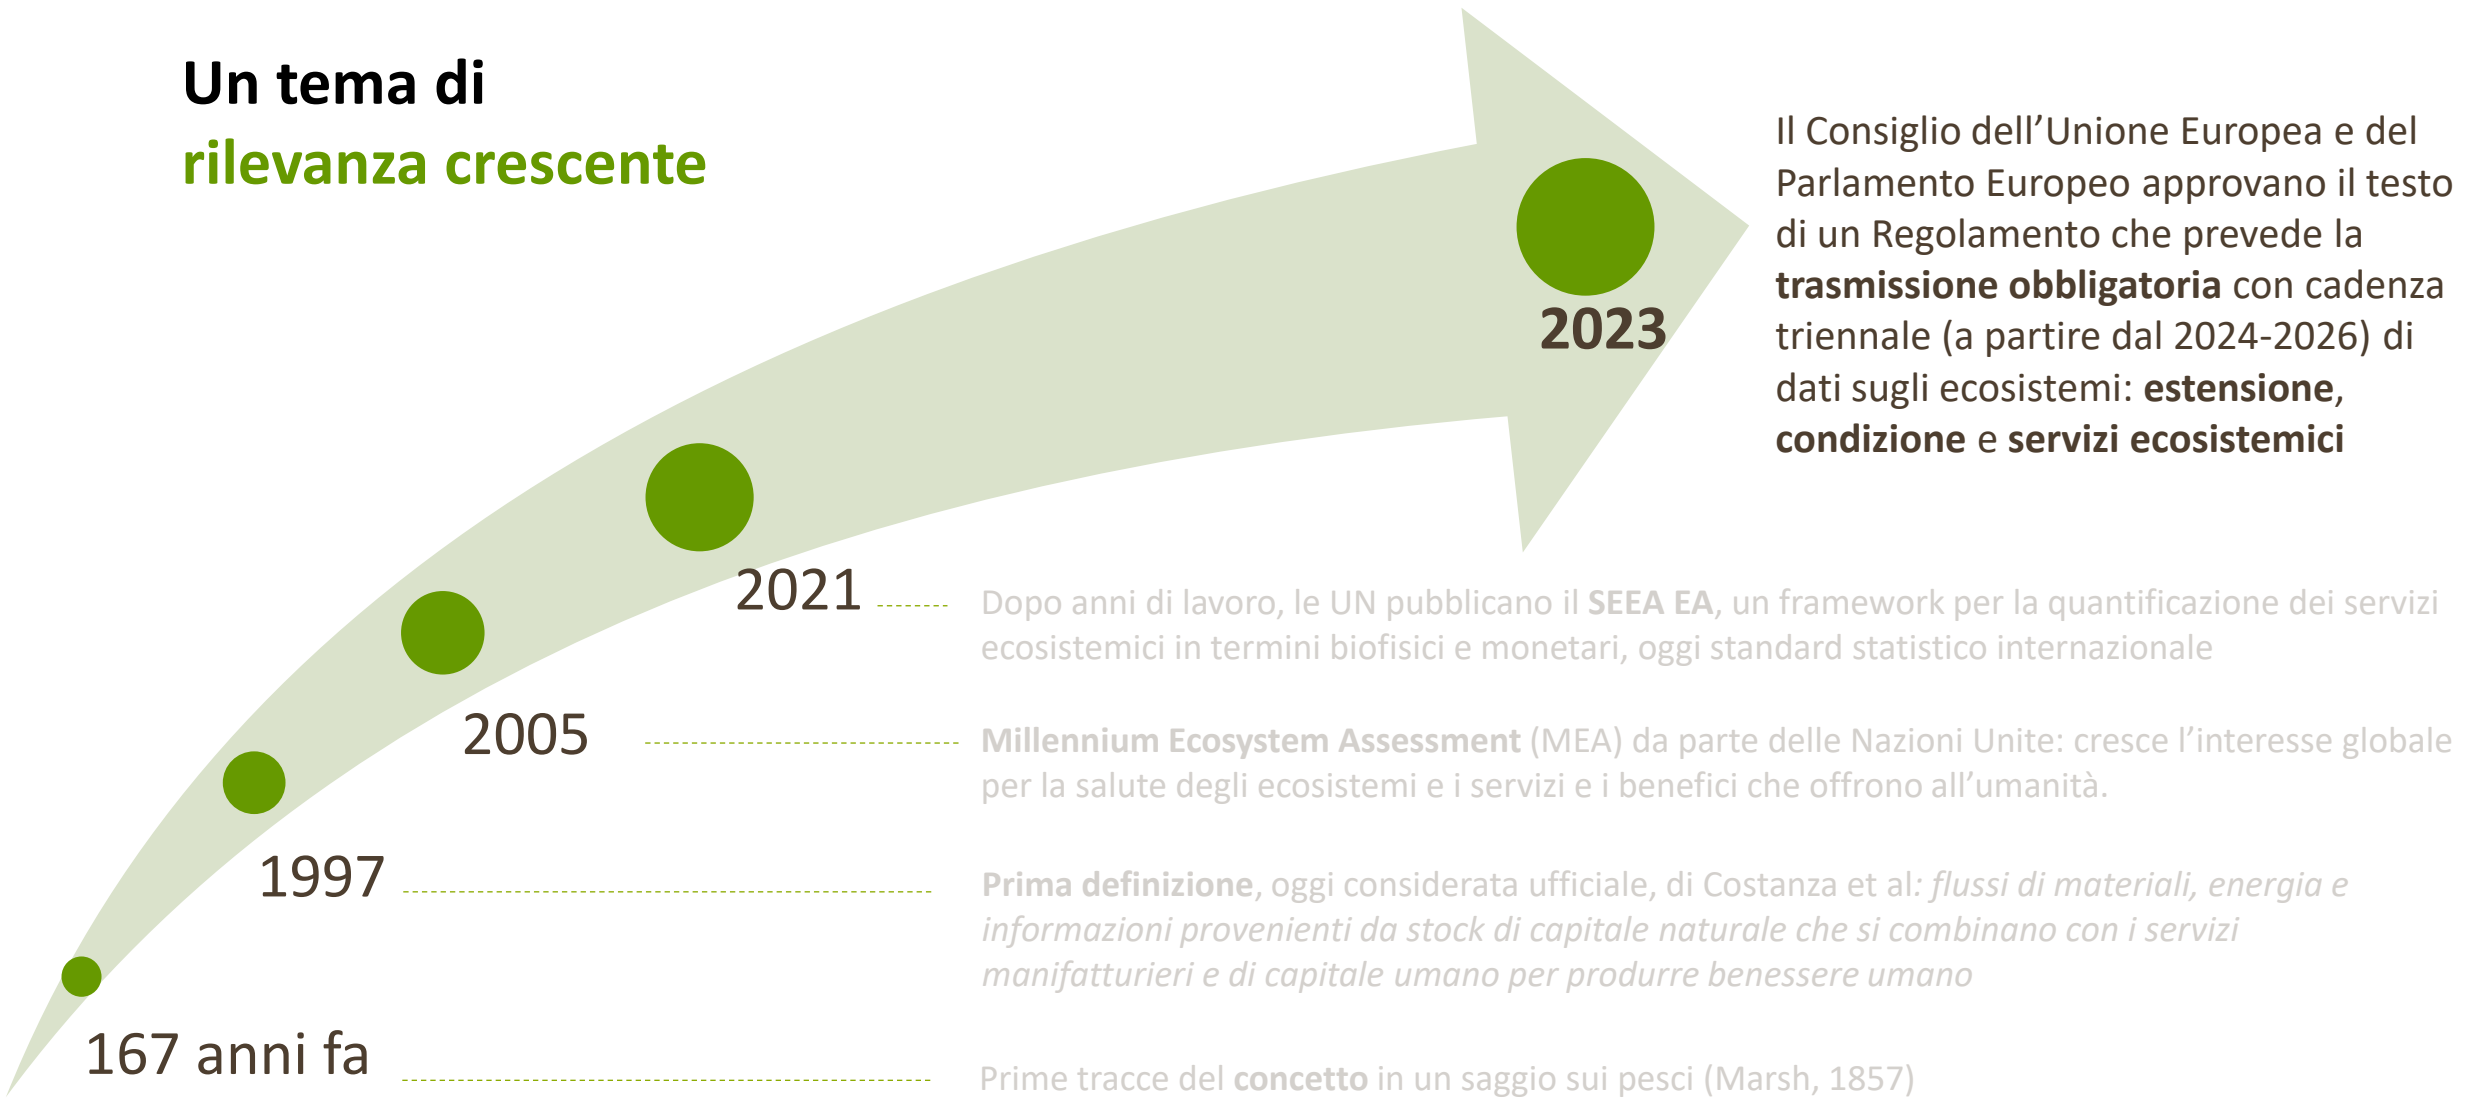 Un tema di
rilevanza crescente
Il Consiglio dell’Unione Europea e del
Parlamento Europeo approvano il testo
di un Regolamento che prevede la
trasmissione obbligatoria con cadenza
triennale (a partire dal 2024-2026) di
dati sugli ecosistemi: estensione,
condizione e servizi ecosistemici
2023
2021
Dopo anni di lavoro, le UN pubblicano il SEEA EA, un framework per la quantificazione dei servizi
ecosistemici in termini biofisici e monetari, oggi standard statistico internazionale
2005
Millennium Ecosystem Assessment (MEA) da parte delle Nazioni Unite: cresce l’interesse globale
per la salute degli ecosistemi e i servizi e i benefici che offrono all’umanità.
1997
Prima definizione, oggi considerata ufficiale, di Costanza et al: flussi di materiali, energia e
informazioni provenienti da stock di capitale naturale che si combinano con i servizi
manifatturieri e di capitale umano per produrre benessere umano
167 anni fa
Prime tracce del concetto in un saggio sui pesci (Marsh, 1857)